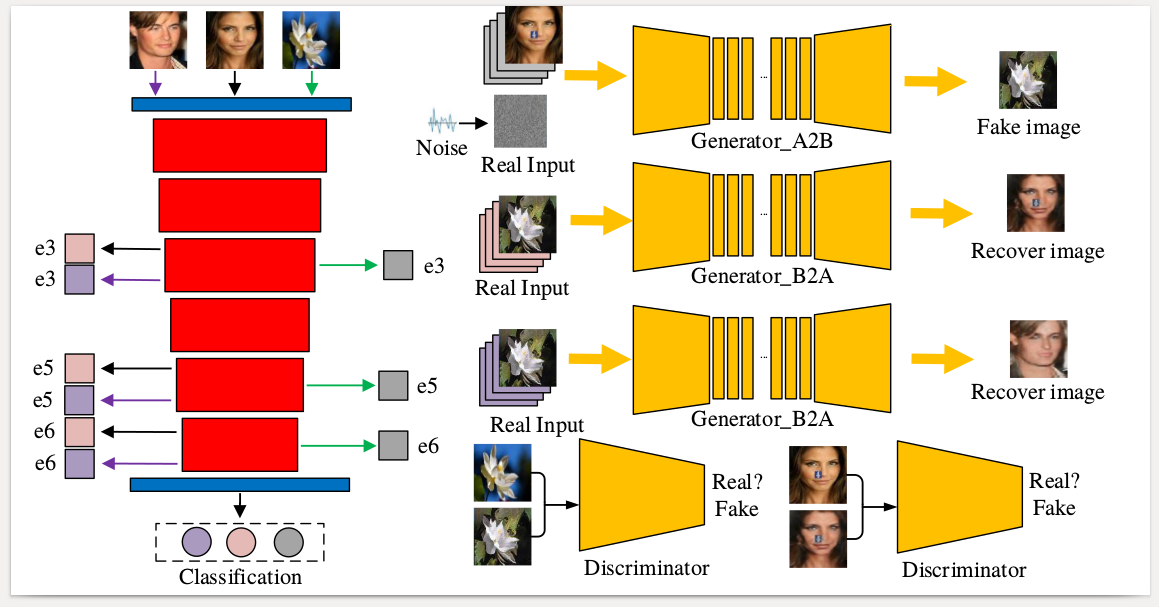 e3
e3
e3
e5
e5
e5
e6
e6
e6
Classification
Noise
Real Input
Generator_A2B
Fake image
Real Input
Generator_B2A
Recover image
Real Input
Generator_B2A
Recover image
Real?
Fake
Discriminator
Real?
Fake
Discriminator
...
...
...